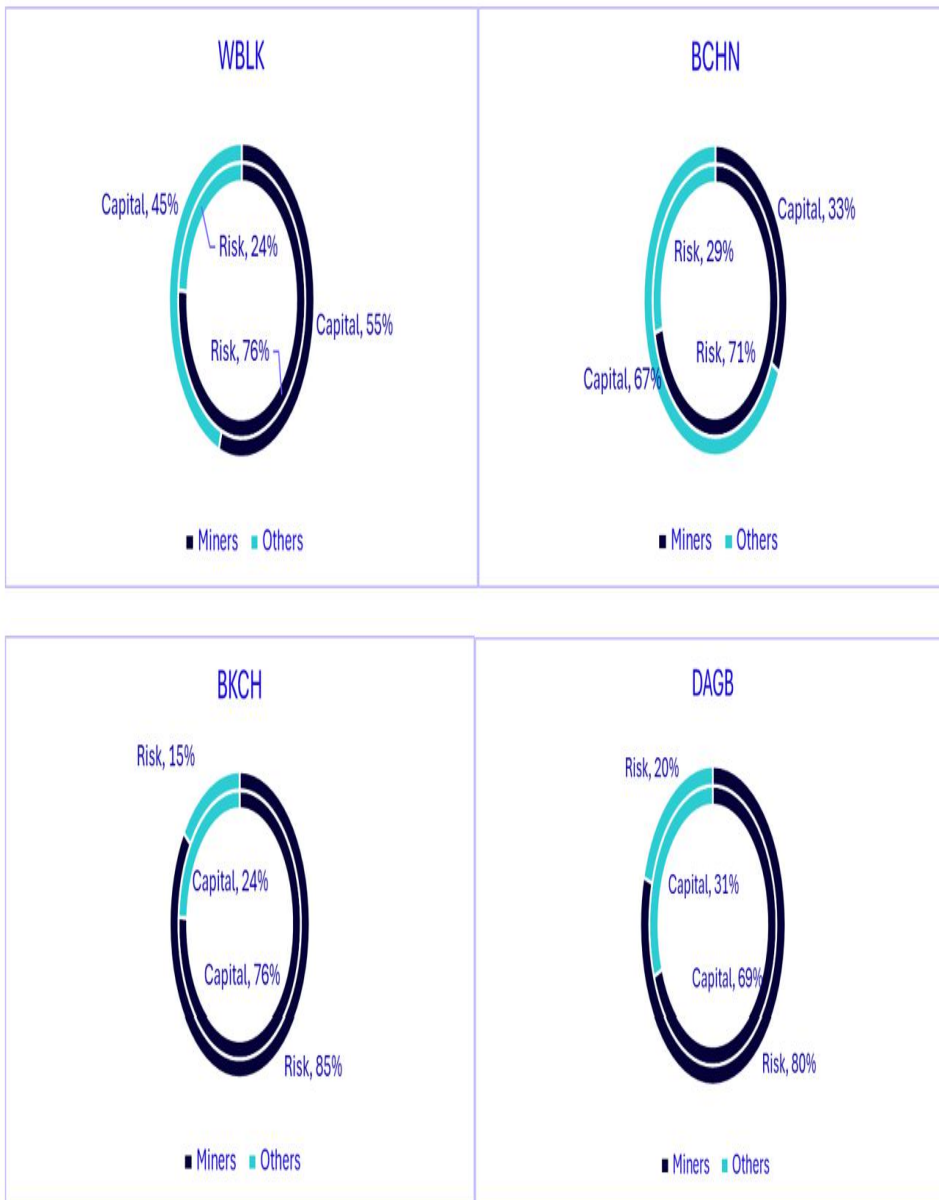 WBLK
Capital, 45%
Risk, 24%
Capital, 55%
Risk, 76%
Miners Others
BCHN
Capital, 33%
Risk, 29%
Risk, 71%
Capital, 67%
Miners Others
BKCH
Risk, 15%
Capital, 24%
Capital, 76%
Risk, 85%
Miners Others
DAGB
Risk, 20%
Capital, 31%
Capital, 69%
Risk, 80%
Miners Others